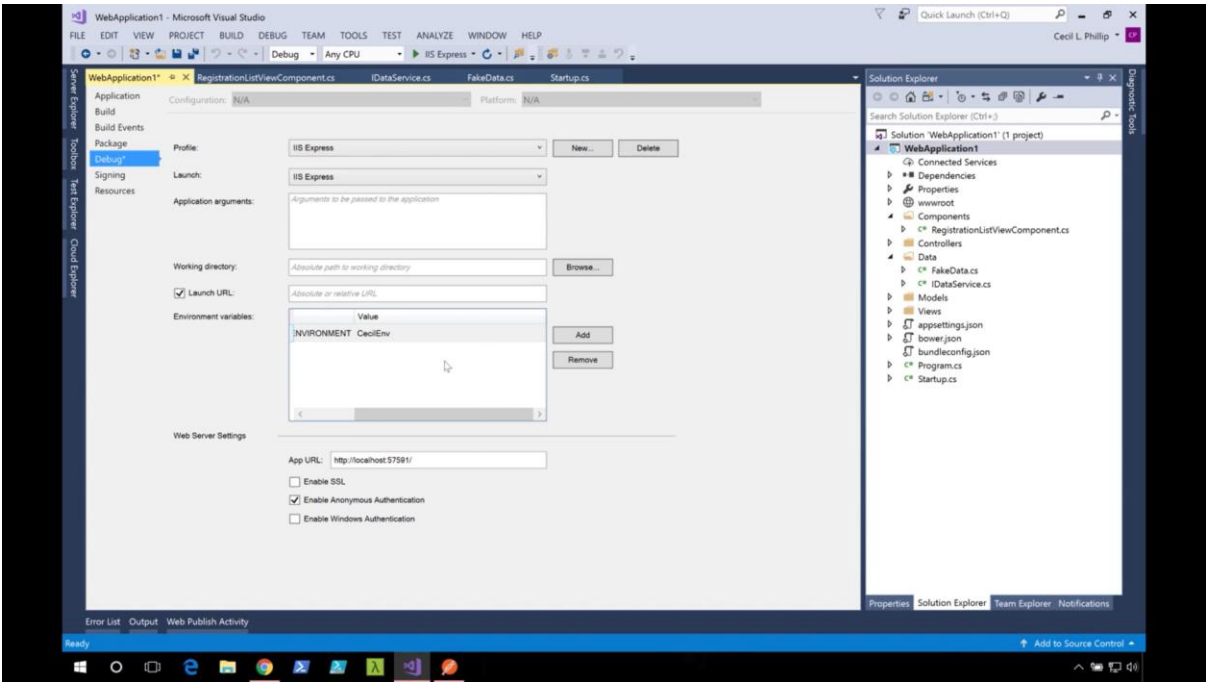 WebApplication1 - Microsoft Visual Studio
Quick Launch (Ctrl+Q)
FILE EDIT VIEW PROJECT BUILD DEBUG TEAM TOOLS TEST ANALYZE WINDOW HELP
Cecil L. Phillip CP
Debug Any CPU IIS Express
Server Explorer
Toolbox
Test Explorer
Cloud Explorer
WebApplication1* RegistrationListViewComponent.cs IDataService.cs FakeData.cs Startup.cs
Application
Build
Build Events
Package
Debug*
Signing
Resources
Configuration: N/A Platform: N/A
Profile: IIS Express New... Delete
Launch: IIS Express
Application arguments: Arguments to be passed to the application
Working directory: Absolute path to working directory Browse...
Launch URL: Absolute or relative URL
Environment variables:
Value
NVIRONMENT CecilEnv
Add
Remove
Web Server Settings
App URL: http://localhost:57591/
Enable SSL
Enable Anonymous Authentication
Enable Windows Authentication
Solution Explorer
Search Solution Explorer (Ctrl+;)
Solution 'WebApplication1' (1 project)
WebApplication1
Connected Services
Dependencies
Properties
wwwroot
Components
C# RegistrationListViewComponent.cs
Controllers
Data
C# FakeData.cs
C# IDataService.cs
Models
Views
appsettings.json
bower.json
bundleconfig.json
C# Program.cs
C# Startup.cs
Properties Solution Explorer Team Explorer Notifications
Diagnostic Tools
Error List Output Web Publish Activity
Ready
Add to Source Control